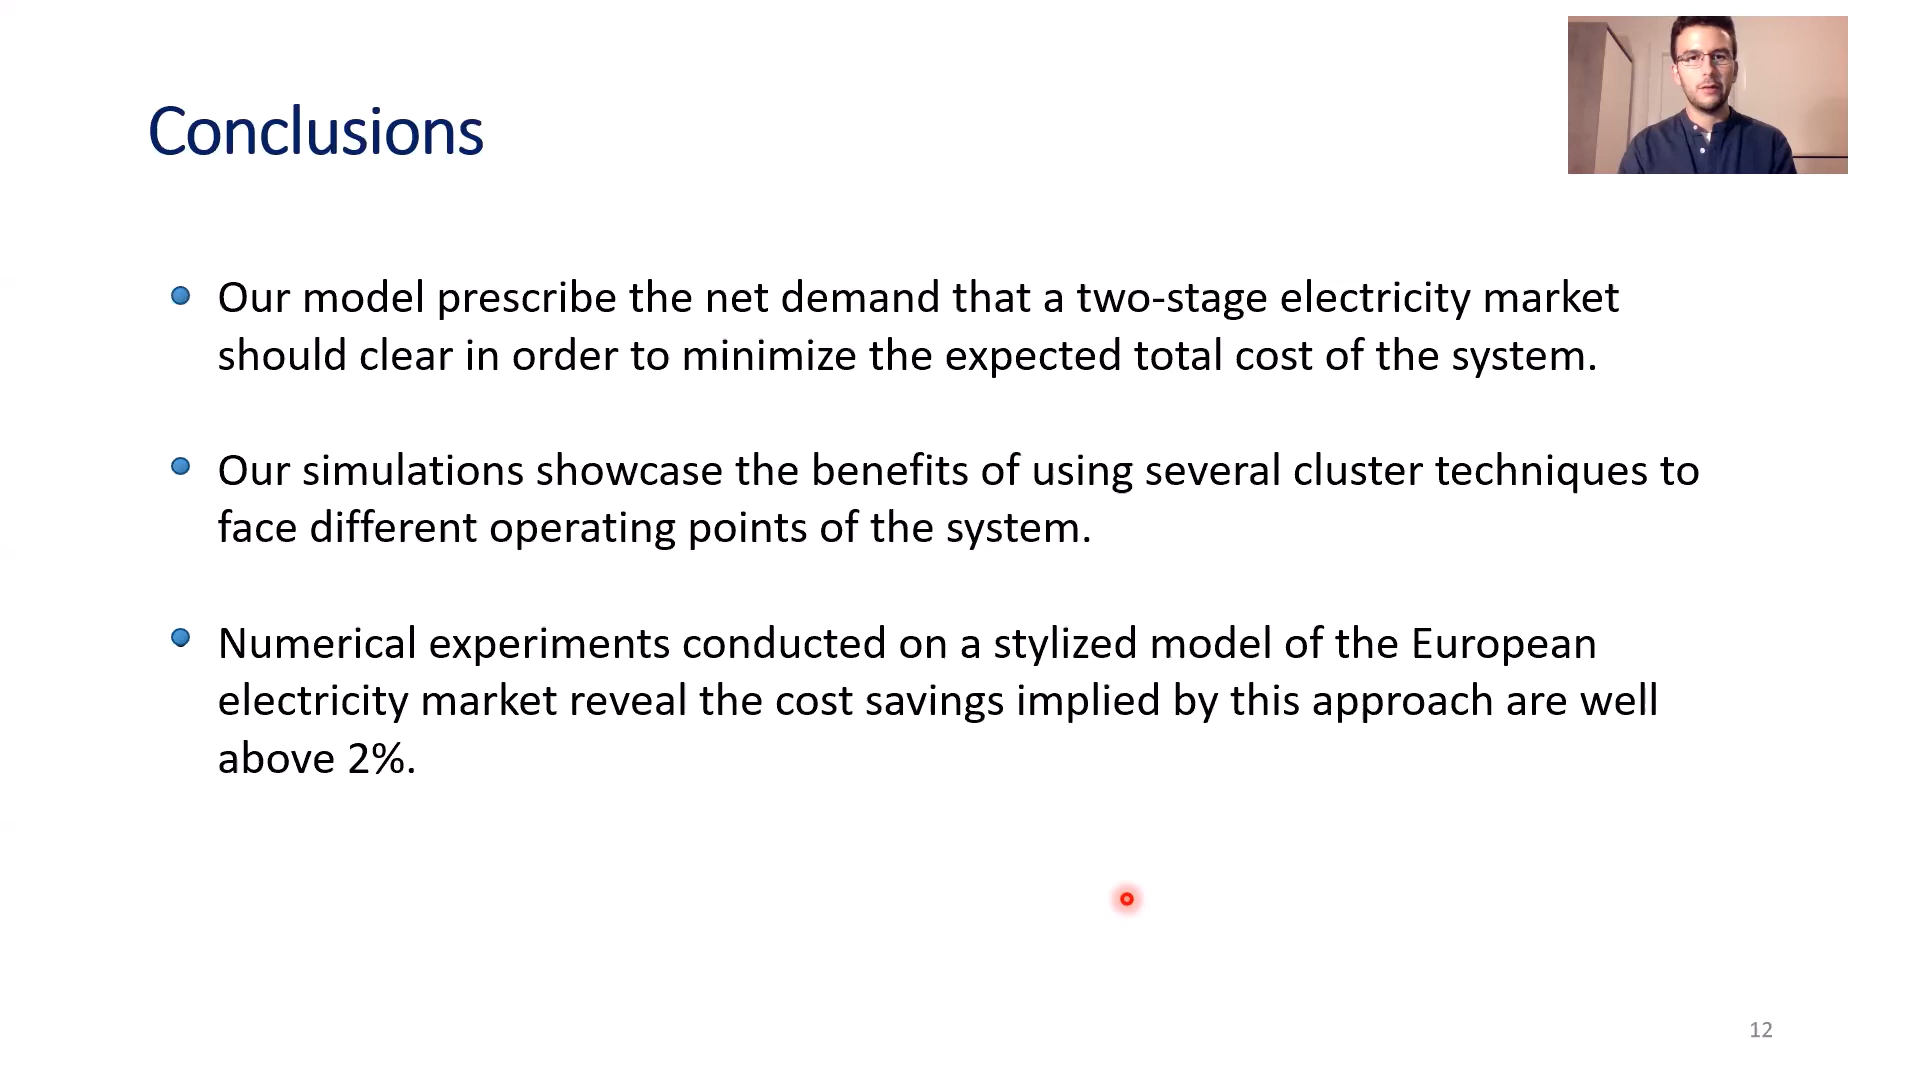 Conclusions
Our model prescribe the net demand that a two-stage electricity market
should clear in order to minimize the expected total cost of the system.
Our simulations showcase the benefits of using several cluster techniques to
face different operating points of the system.
Numerical experiments conducted on a stylized model of the European
electricity market reveal the cost savings implied by this approach are well
above 2%.
12